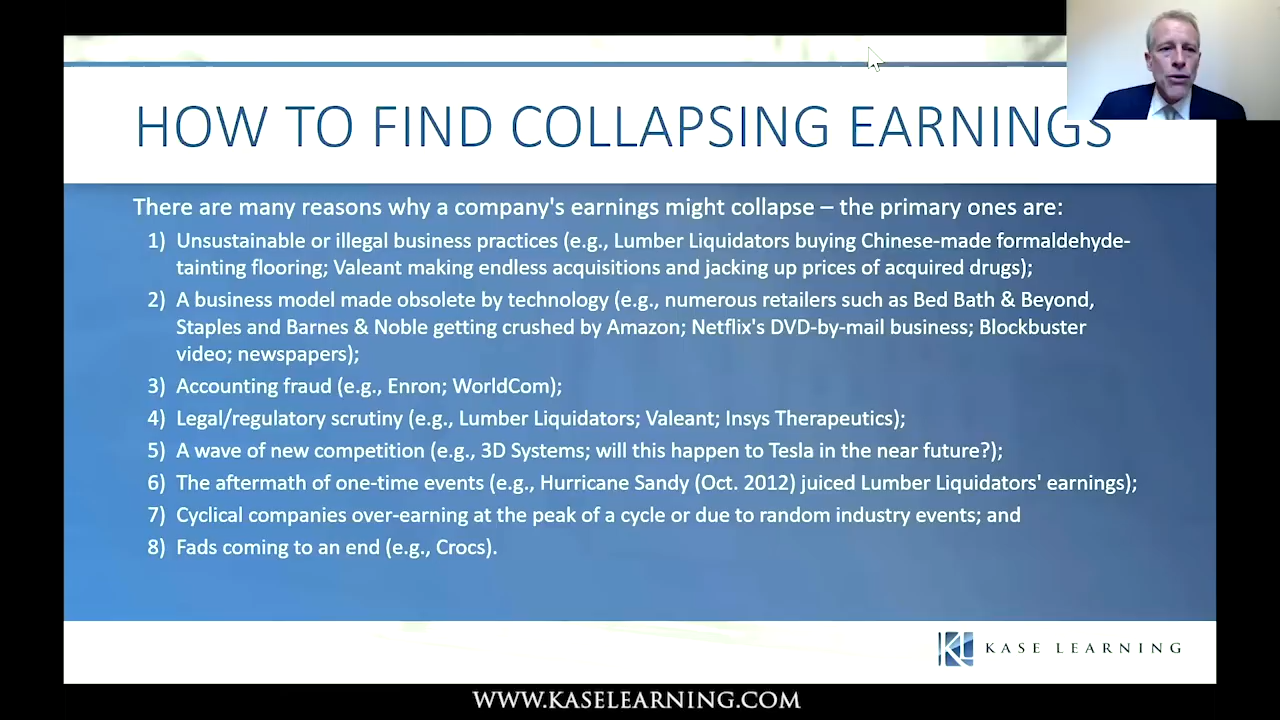 HOW TO FIND COLLAPSING EARNINGS
There are many reasons why a company's earnings might collapse – the primary ones are:
1) Unsustainable or illegal business practices (e.g., Lumber Liquidators buying Chinese-made formaldehyde-
tainting flooring; Valeant making endless acquisitions and jacking up prices of acquired drugs);
2) A business model made obsolete by technology (e.g., numerous retailers such as Bed Bath & Beyond,
Staples and Barnes & Noble getting crushed by Amazon; Netflix's DVD-by-mail business; Blockbuster
video; newspapers);
3) Accounting fraud (e.g., Enron; WorldCom);
4) Legal/regulatory scrutiny (e.g., Lumber Liquidators; Valeant; Insys Therapeutics);
5) A wave of new competition (e.g., 3D Systems; will this happen to Tesla in the near future?);
6) The aftermath of one-time events (e.g., Hurricane Sandy (Oct. 2012) juiced Lumber Liquidators' earnings);
7) Cyclical companies over-earning at the peak of a cycle or due to random industry events; and
8) Fads coming to an end (e.g., Crocs).
KL KASE LEARNING
WWW.KASELEARNING.COM